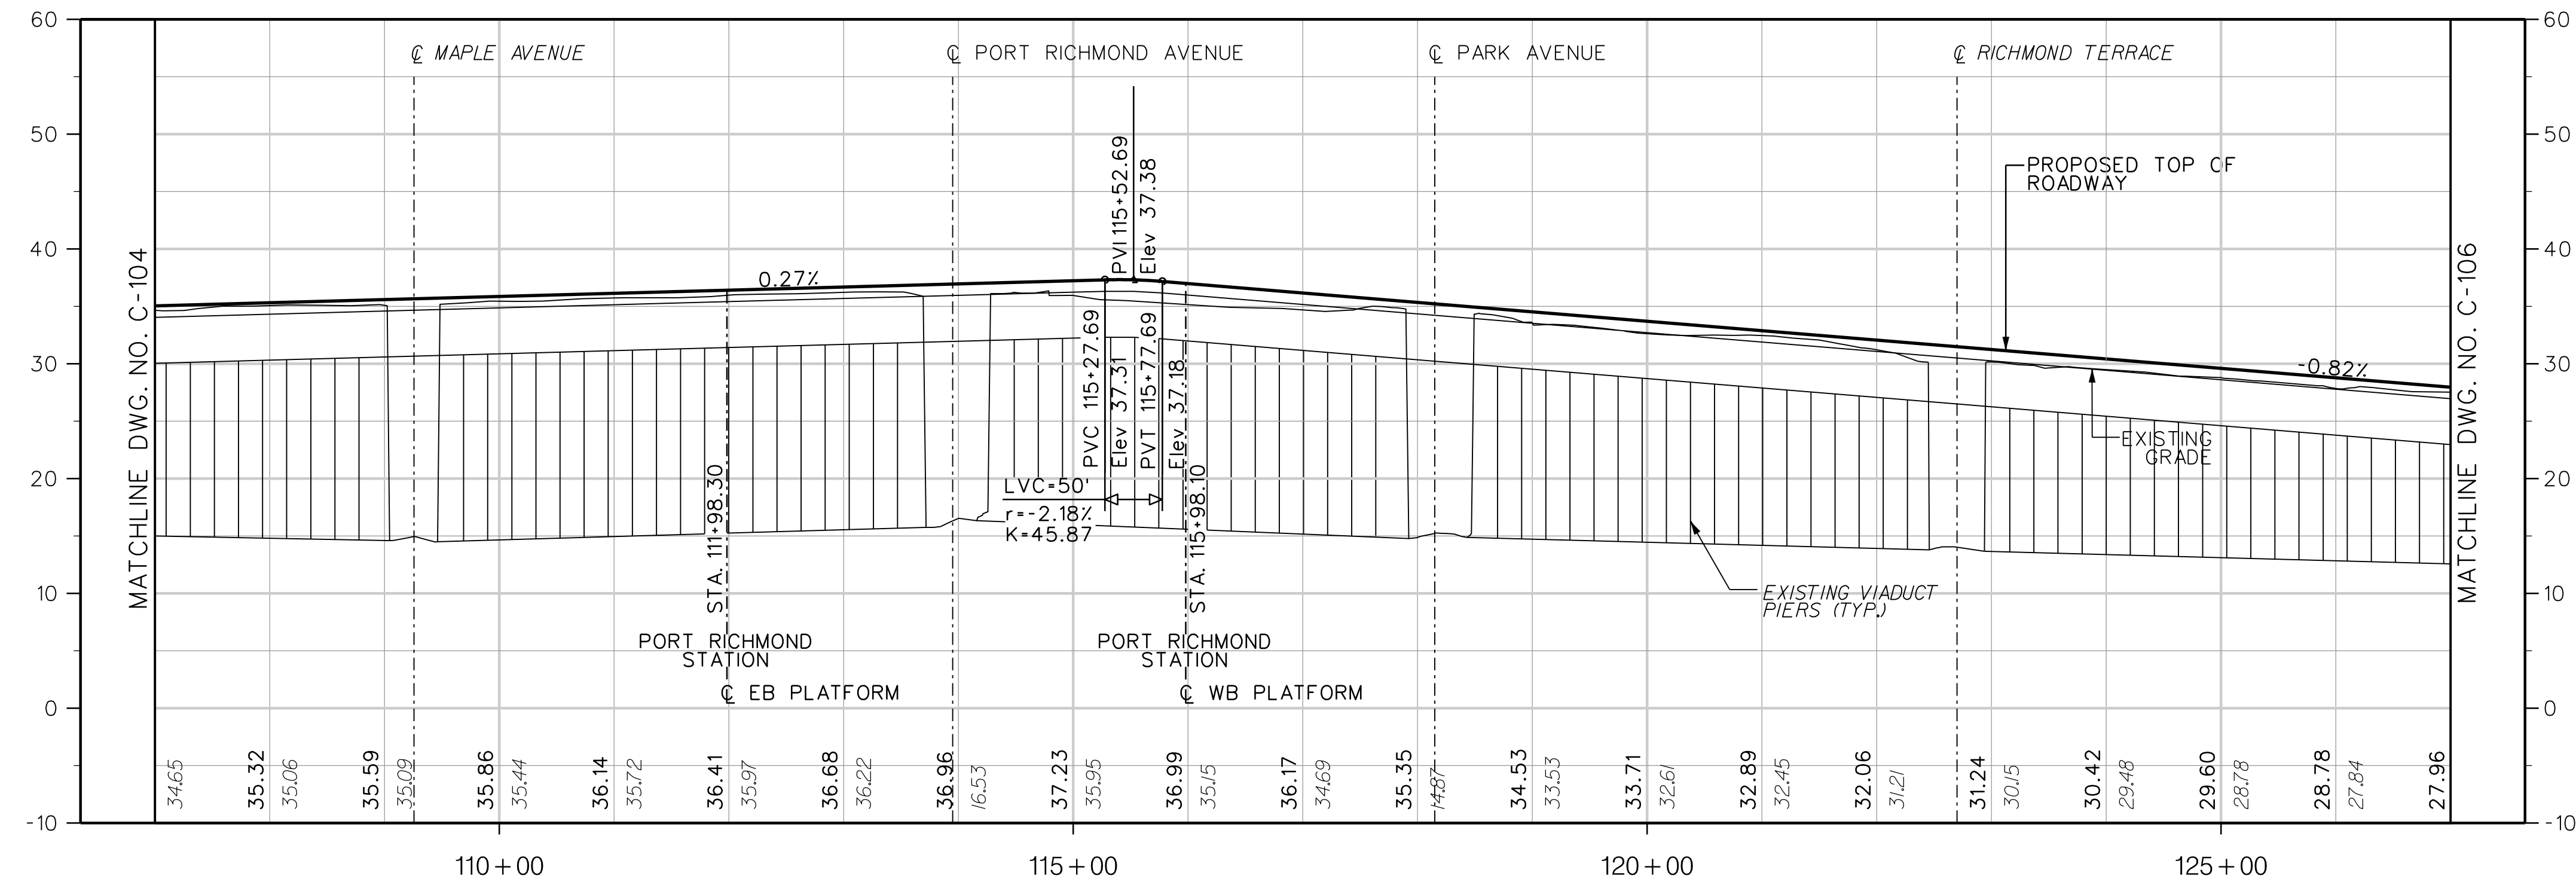 60
60
℄ MAPLE AVENUE
℄ PORT RICHMOND AVENUE
℄ PARK AVENUE
℄ RICHMOND TERRACE
50
50
PVI 115+52.69
Elev 37.38
PROPOSED TOP OF
ROADWAY
40
40
MATCHLINE DWG. NO. C-104
MATCHLINE DWG. NO. C-106
0.27%
-0.82%
30
30
PVC 115+27.69
Elev 37.31
PVT 115+77.69
Elev 37.18
EXISTING
GRADE
20
20
LVC=50'
r=-2.18%
K=45.87
STA. 111+98.30
STA. 115+98.10
10
10
EXISTING VIADUCT
PIERS (TYP.)
PORT RICHMOND
STATION
PORT RICHMOND
STATION
℄ EB PLATFORM
℄ WB PLATFORM
0
0
34.65
35.32
35.06
35.59
35.09
35.86
35.44
36.14
35.72
36.41
35.97
36.68
36.22
36.96
16.53
37.23
35.95
36.99
35.15
36.17
34.69
35.35
14.87
34.53
33.53
33.71
32.61
32.89
32.45
32.06
31.21
31.24
30.15
30.42
29.48
29.60
28.78
28.78
27.84
27.96
-10
-10
110+00
115+00
120+00
125+00